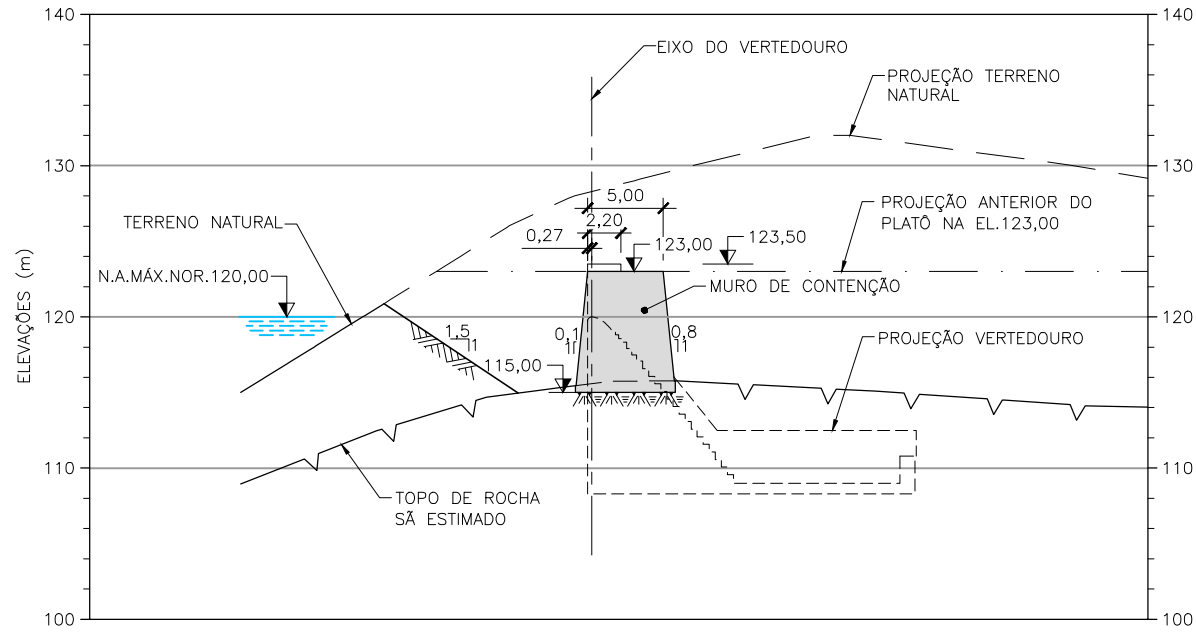 140
140
EIXO DO VERTEDOURO
PROJEÇÃO TERRENO
NATURAL
130
130
5,00
TERRENO NATURAL
2,20
PROJEÇÃO ANTERIOR DO
PLATÔ NA EL.123,00
0,27
123,00
123,50
N.A.MÁX.NOR.120,00
MURO DE CONTENÇÃO
ELEVAÇÕES (m)
120
120
1,5
1
0,1
1
0,8
1
PROJEÇÃO VERTEDOURO
115,00
110
110
TOPO DE ROCHA
SÃ ESTIMADO
100
100